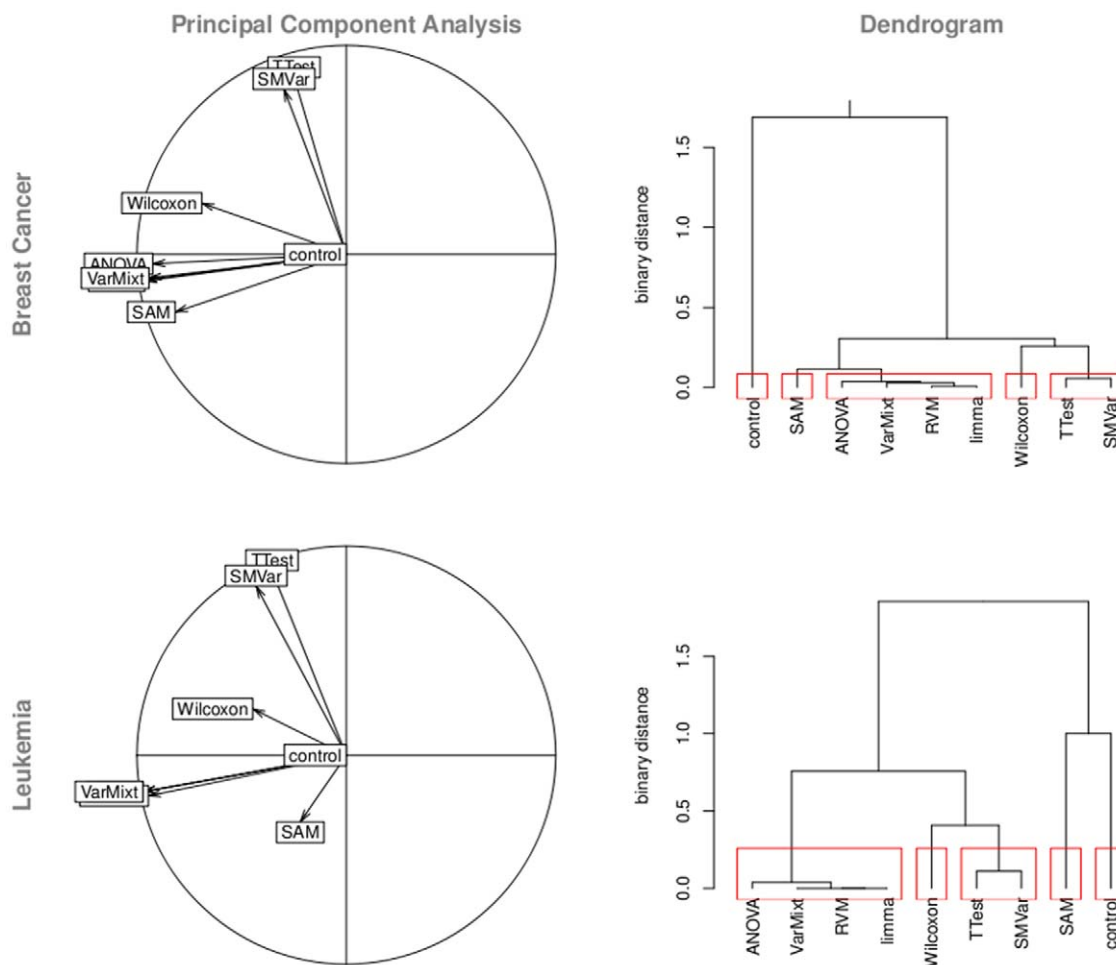 Principal Component Analysis
Dendrogram
Breast Cancer
TTest
SMVar
Wilcoxon
control
ANOVA
VarMixt
SAM
binary distance
0.0
0.5
1.0
1.5
control
SAM
ANOVA
VarMixt
RVM
limma
Wilcoxon
TTest
SMVar
Leukemia
TTest
SMVar
Wilcoxon
control
VarMixt
SAM
binary distance
0.0
0.5
1.0
1.5
ANOVA
VarMixt
RVM
limma
Wilcoxon
TTest
SMVar
SAM
control